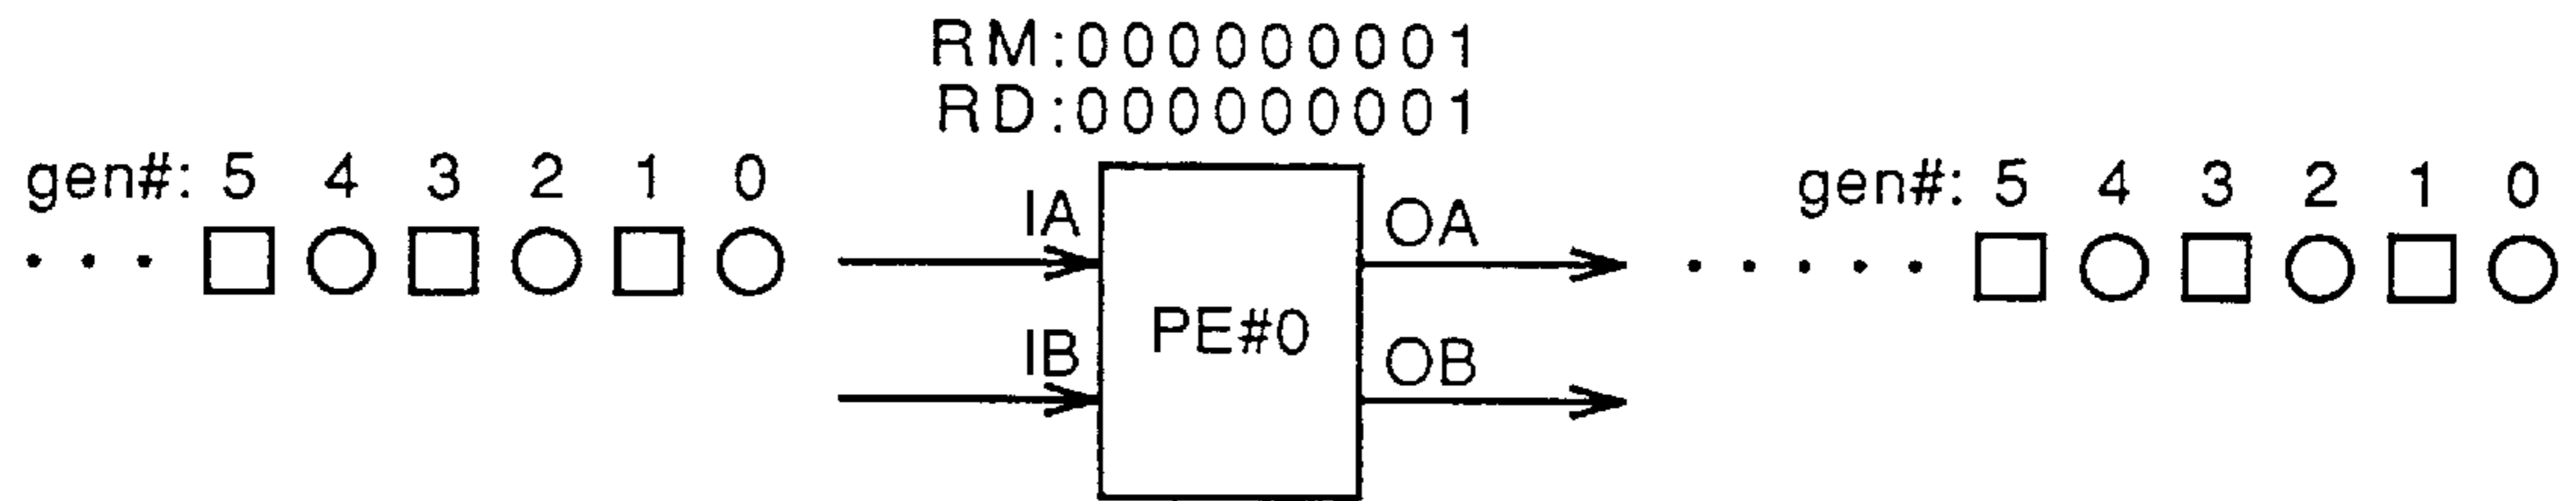 RM:000000001
RD:000000001
gen#: 5 4 3 2 1 0
IA
OA
gen#: 5 4 3 2 1 0
PE#0
IB
OB